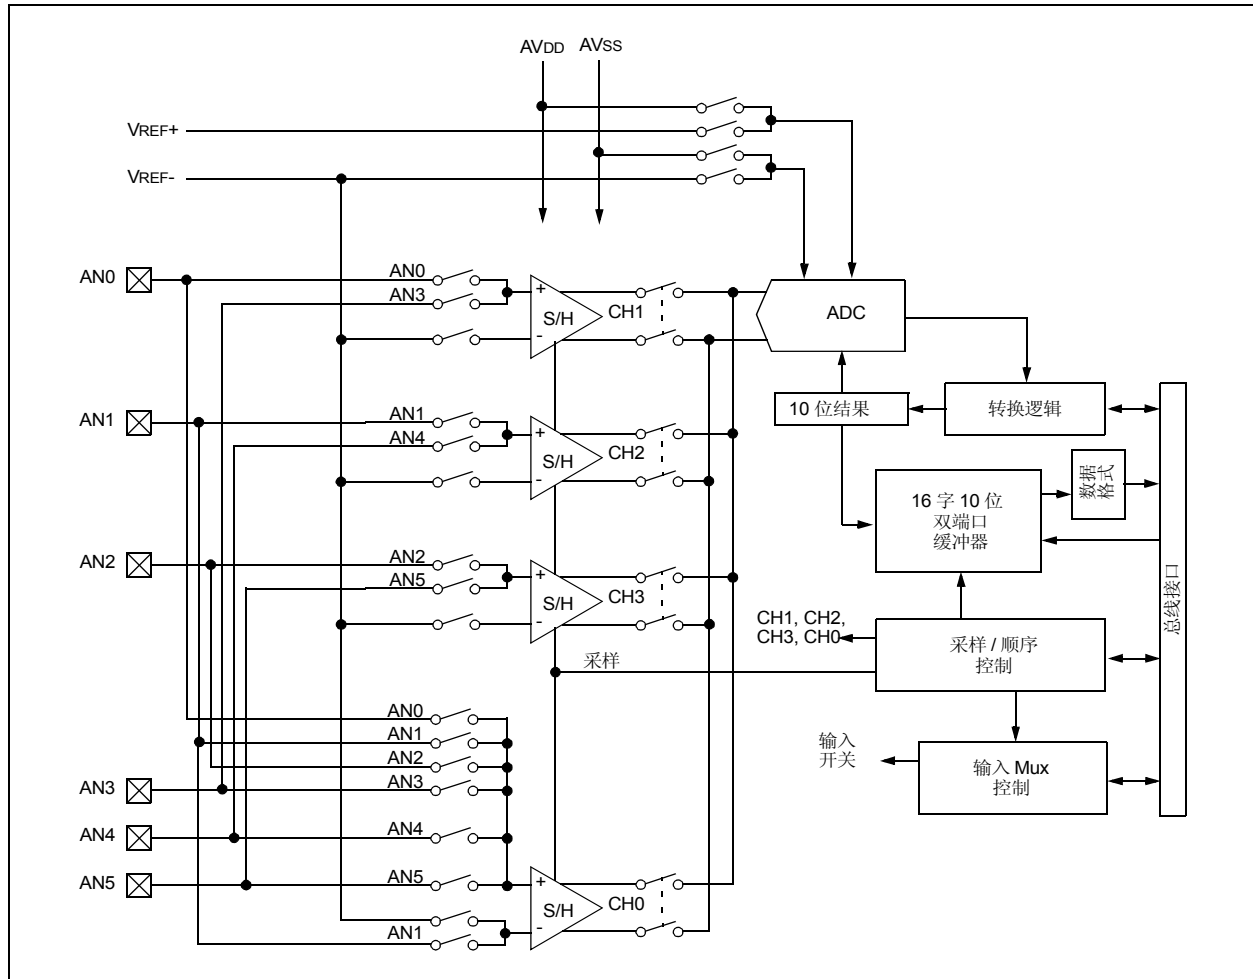 AVDD AVSS
VREF+
VREF-
AN0
AN0
AN3
+
-
S/H
CH1
ADC
AN1
AN1
AN4
+
-
S/H
CH2
10 位结果
转换逻辑
16 字 10 位
双端口
缓冲器
数据
格式
AN2
AN2
AN5
+
-
S/H
CH3
总线接口
CH1, CH2,
CH3, CH0
采样 / 顺序
控制
采样
AN0
AN1
AN2
AN3
AN3
输入
开关
输入 Mux
控制
AN4
AN4
AN5
AN5
+
-
S/H
CH0
AN1